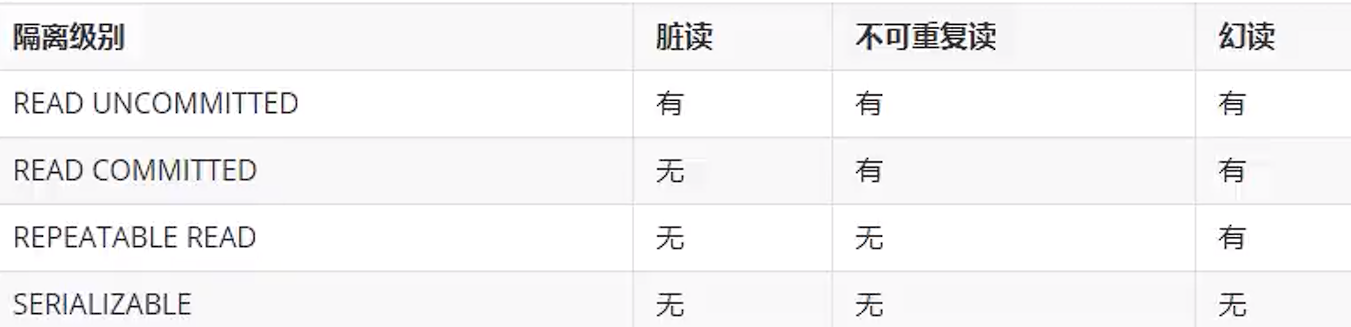 隔离级别 脏读 不可重复读 幻读
READ UNCOMMITTED 有 有 有
READ COMMITTED 无 有 有
REPEATABLE READ 无 无 有
SERIALIZABLE 无 无 无